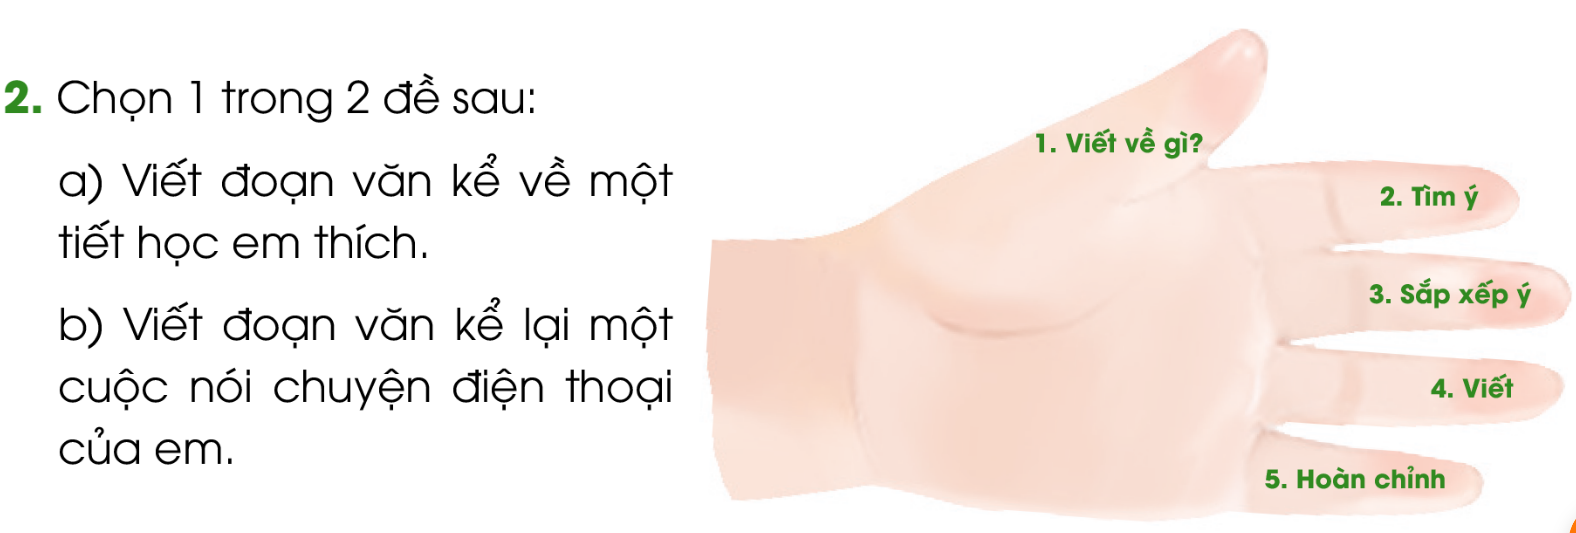 2. Chọn 1 trong 2 đề sau:
a) Viết đoạn văn kể về một
tiết học em thích.
b) Viết đoạn văn kể lại một
cuộc nói chuyện điện thoại
của em.
1. Viết về gì?
2. Tìm ý
3. Sắp xếp ý
4. Viết
5. Hoàn chỉnh